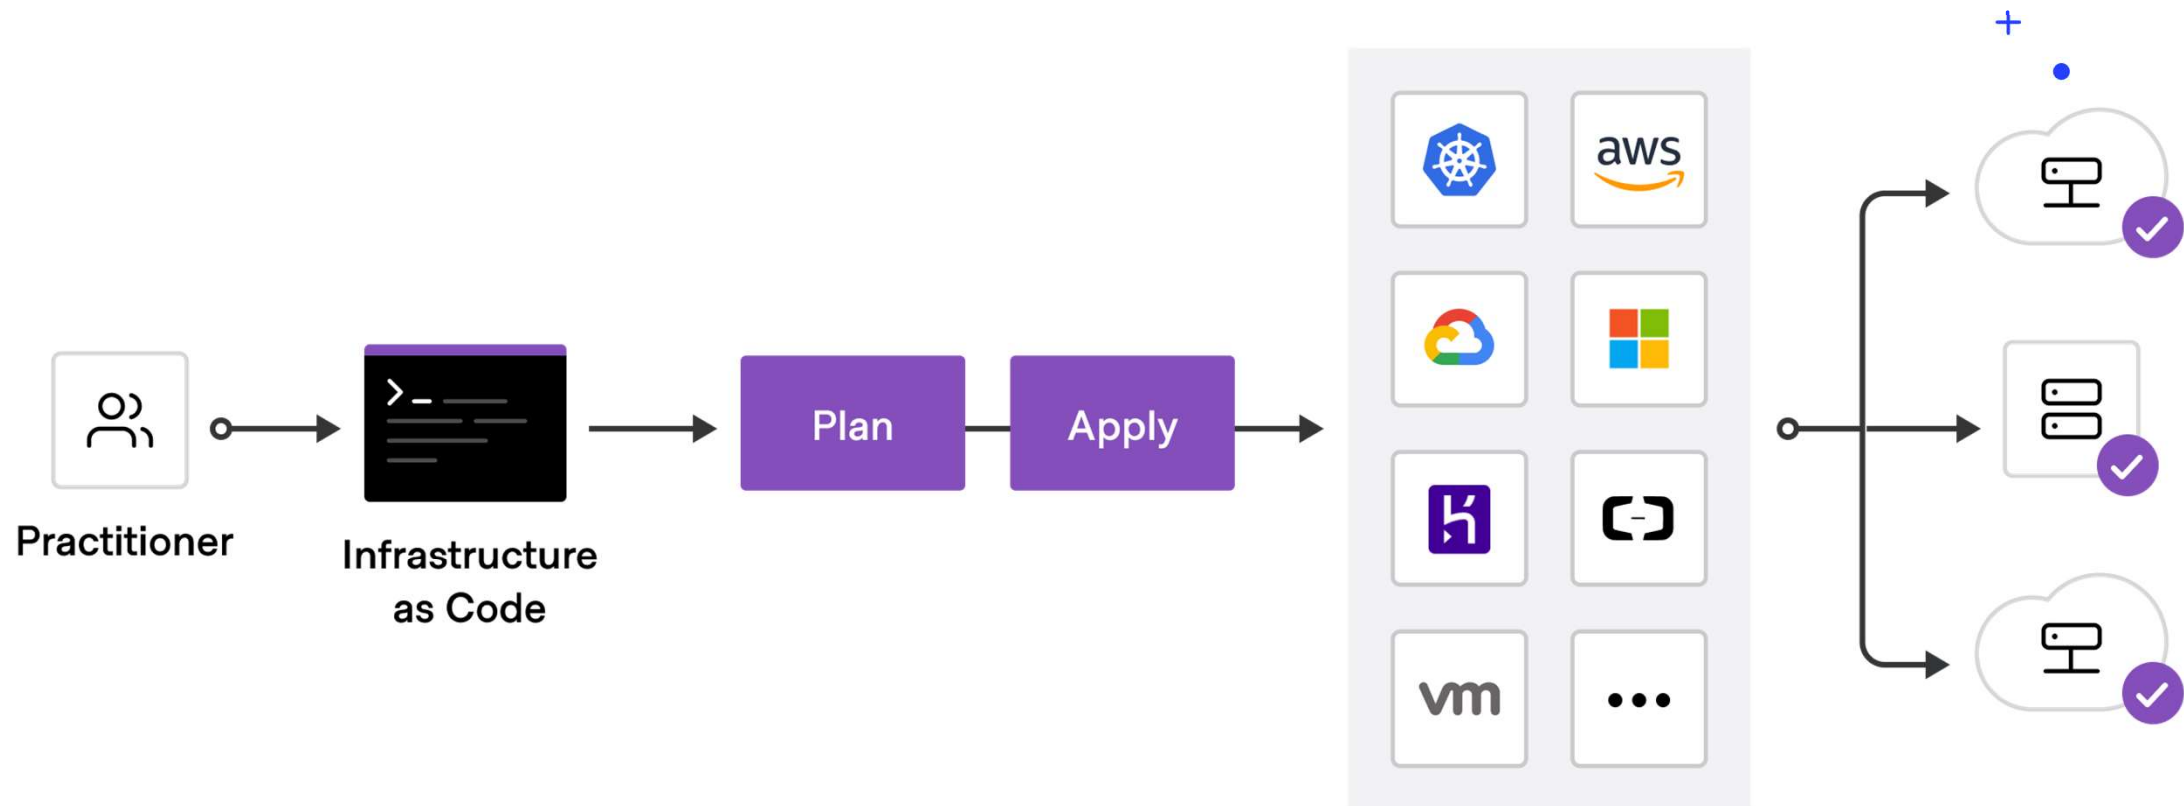 Practitioner
Infrastructure
as Code
Plan
Apply
aws
vm